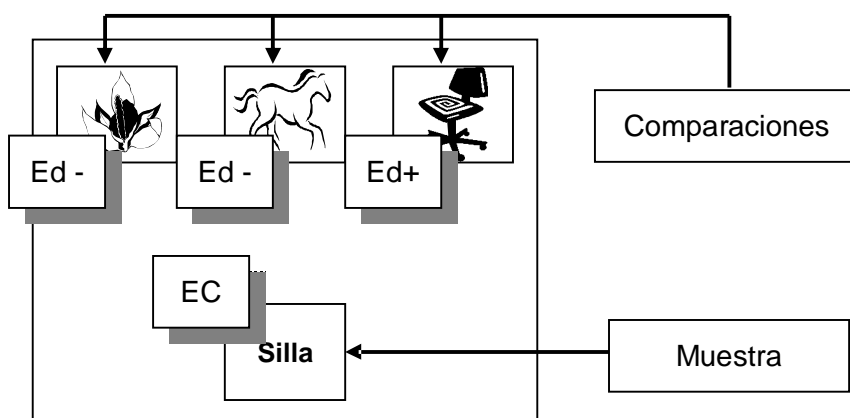 Comparaciones
Ed -
Ed -
Ed+
EC
Silla
Muestra